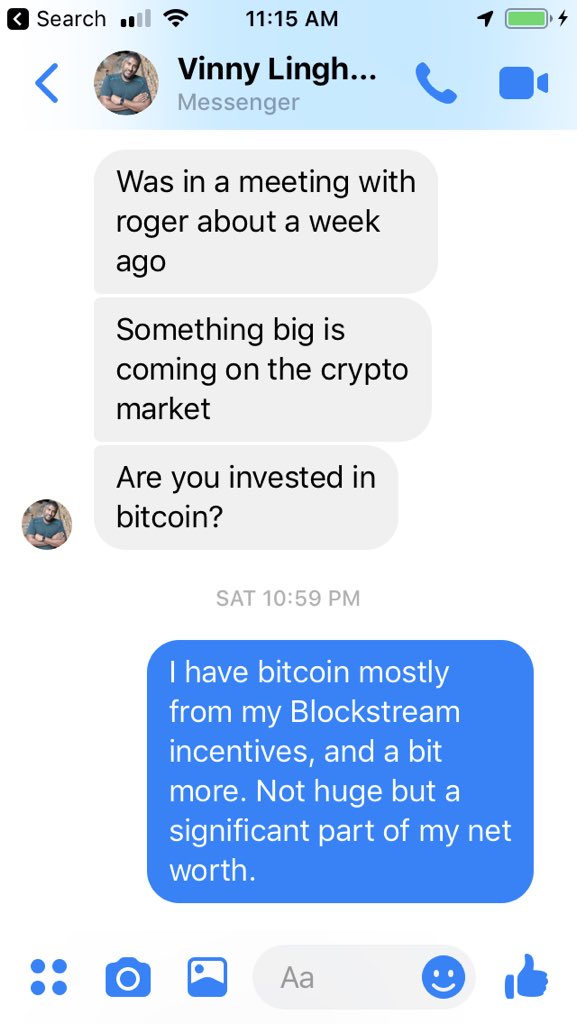 Search 11:15 AM
Vinny Lingh...
Messenger
Was in a meeting with
roger about a week
ago
Something big is
coming on the crypto
market
Are you invested in
bitcoin?
SAT 10:59 PM
I have bitcoin mostly
from my Blockstream
incentives, and a bit
more. Not huge but a
significant part of my net
worth.
Aa